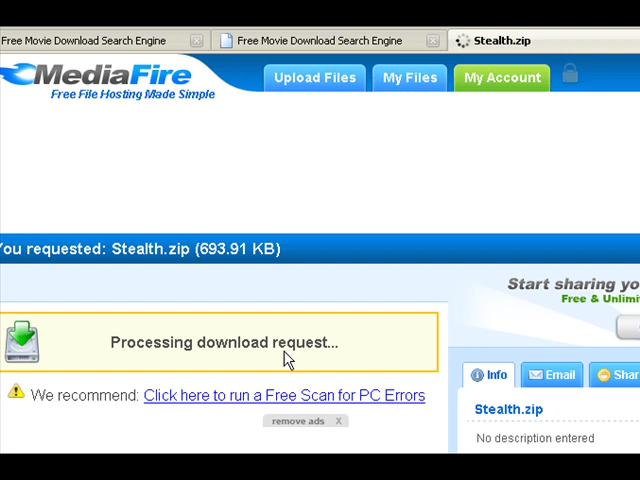 Free Movie Download Search Engine
Free Movie Download Search Engine
Stealth.zip
MediaFire
Free File Hosting Made Simple
Upload Files
My Files
My Account
You requested: Stealth.zip (693.91 KB)
Start sharing yo
Free & Unlimi
Processing download request...
We recommend: Click here to run a Free Scan for PC Errors
remove ads X
Info
Email
Shar
Stealth.zip
No description entered